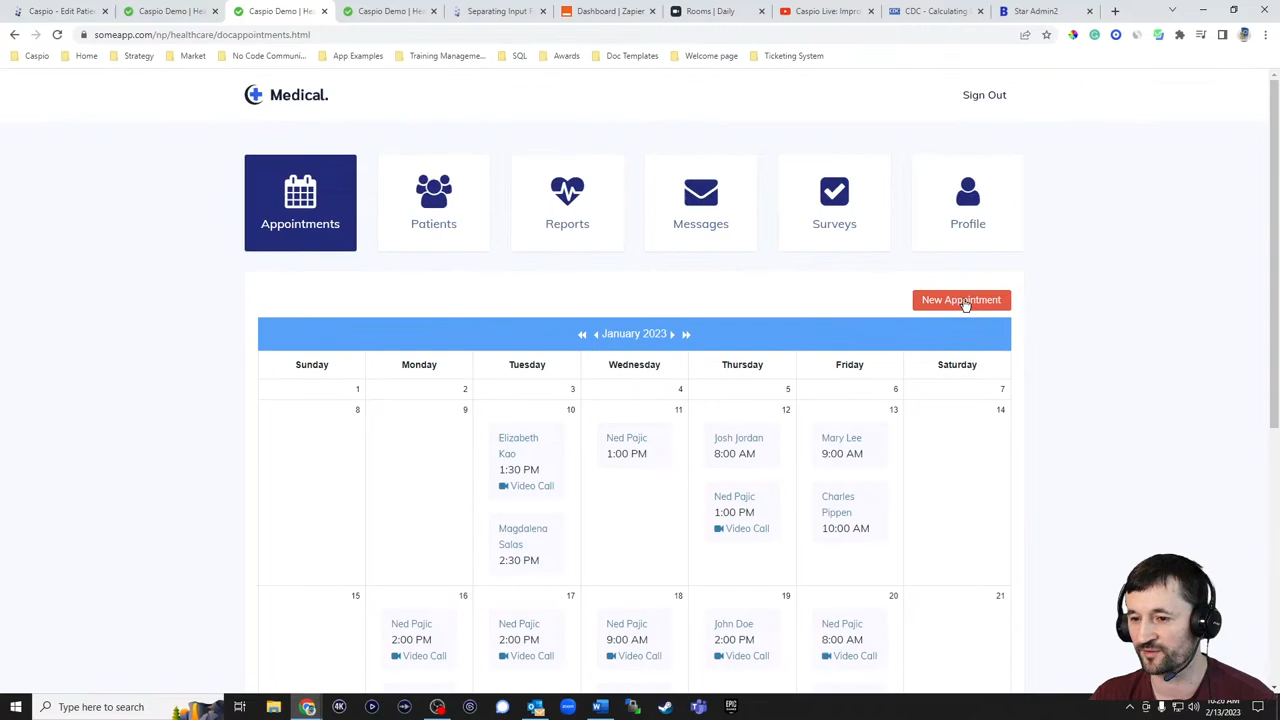 Caspio - Edit Patie
Caspio Demo | Hea
Caspio Demo | Hea
Caspio Demo | Hea
Separating Input F
Dashboard | Zapier
Rooms | Daily
Caspio Live Impro
CDC - Calculating
Star Admin2
someapp.com/np/healthcare/docappointments.html
Caspio
Home
Strategy
Market
No Code Communi...
App Examples
Training Manageme...
SQL
Awards
Doc Templates
Welcome page
Ticketing System
Medical.
Sign Out
Appointments
Patients
Reports
Messages
Surveys
Profile
New Appointment
January 2023
Sunday Monday Tuesday Wednesday Thursday Friday Saturday
1 2 3 4 5 6 7
8 9 10 11 12 13 14
Elizabeth
Kao
1:30 PM
Video Call
Magdalena
Salas
2:30 PM
Ned Pajic
1:00 PM
Josh Jordan
8:00 AM
Ned Pajic
1:00 PM
Video Call
Mary Lee
9:00 AM
Charles
Pippen
10:00 AM
15 16 17 18 19 20 21
Ned Pajic
2:00 PM
Video Call
Ned Pajic
2:00 PM
Video Call
Ned Pajic
9:00 AM
Video Call
John Doe
2:00 PM
Video Call
Ned Pajic
8:00 AM
Video Call
Type here to search
4K
EPIC
2/13/2023